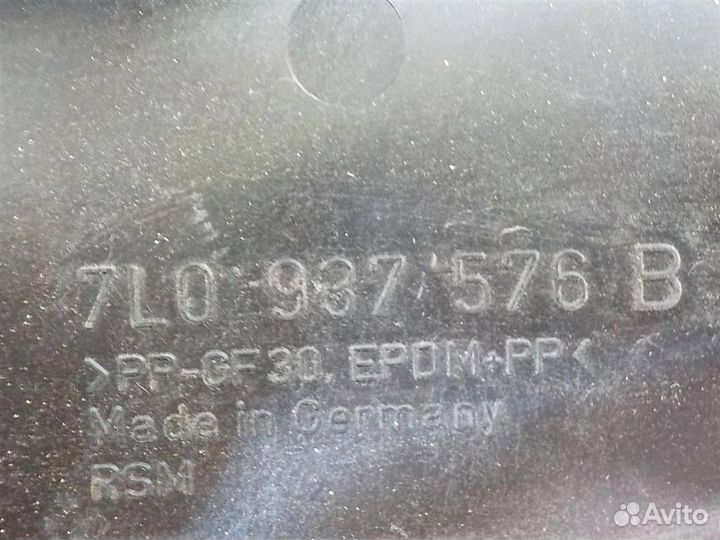 7L0 937 576 B
>PP-GF30, EPDM+PP<
Made in Germany
RSM
Avito